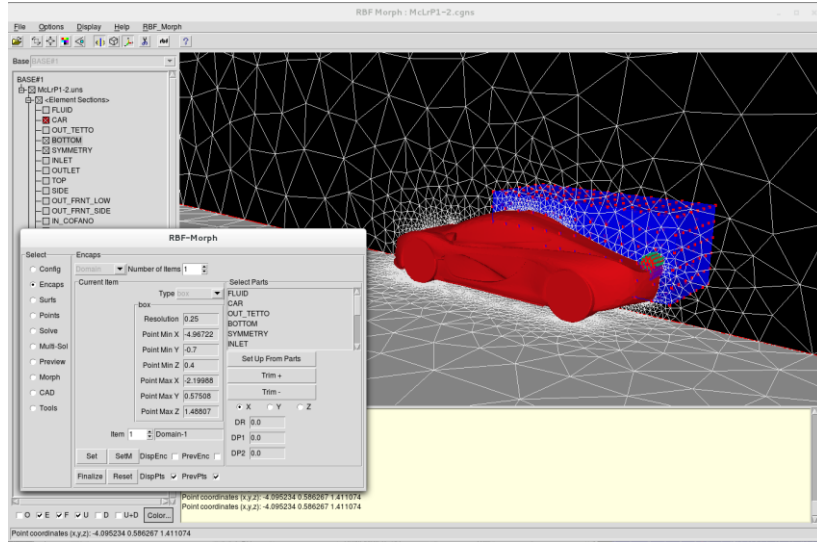 RBF Morph : McLrP1-2.cgns
File Options Display Help RBF_Morph
?
Base BASE#1
BASE#1
McLrP1-2.uns
<Element Sections>
FLUID
CAR
OUT_TETTO
BOTTOM
SYMMETRY
INLET
OUTLET
TOP
SIDE
OUT_FRNT_LOW
OUT_FRNT_SIDE
IN_COFANO
RBF-Morph
Select
Config
Encaps
Surfs
Points
Solve
Multi-Sol
Preview
Morph
CAD
Tools
Encaps
Domain Number of Items 1
Current Item
Type box
box
Resolution 0.25
Point Min X -4.96722
Point Min Y -0.7
Point Min Z 0.4
Point Max X -2.19988
Point Max Y 0.57508
Point Max Z 1.48807
Item 1 Domain-1
Set SetM DispEnc PrevEnc
Finalize Reset DispPts PrevPts
Select Parts
FLUID
CAR
OUT_TETTO
BOTTOM
SYMMETRY
INLET
Set Up From Parts
Trim +
Trim -
X Y Z
DR 0.0
DP1 0.0
DP2 0.0
Point coordinates (x,y,z): -4.095234 0.586267 1.411074
Point coordinates (x,y,z): -4.095234 0.586267 1.411074
O E F U D U+D Color...
Point coordinates (x,y,z): -4.095234 0.586267 1.411074